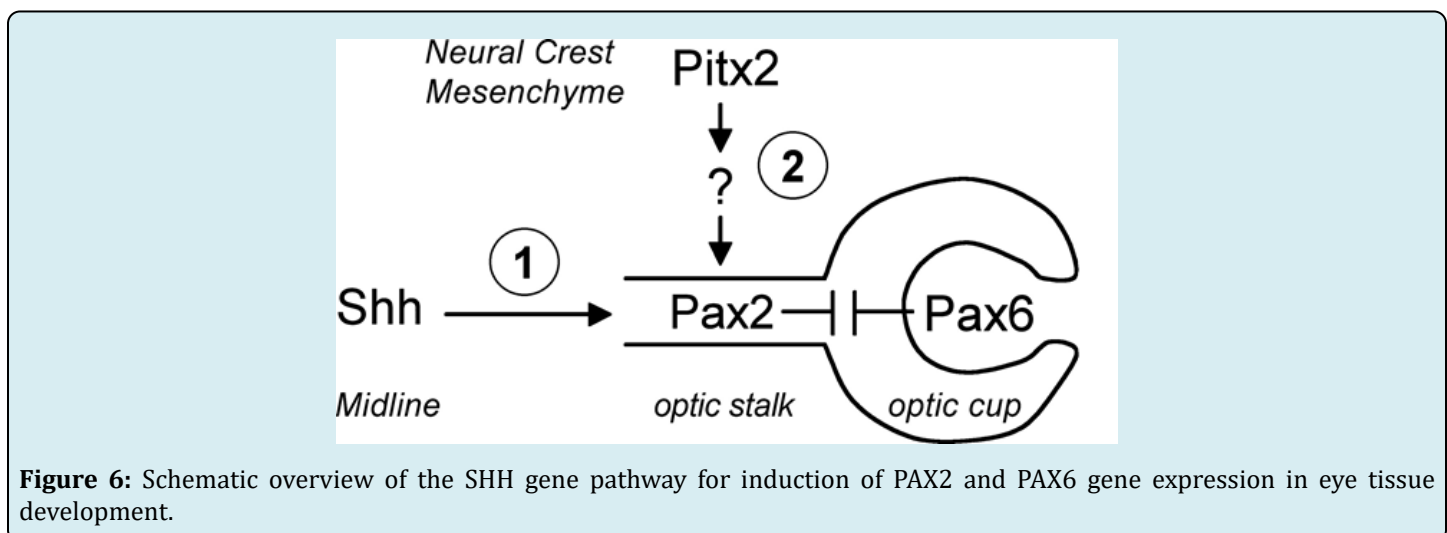 Neural Crest
Mesenchyme
Pitx2
?
2
1
Shh
Pax2
Pax6
Midline
optic stalk
optic cup
Figure 6: Schematic overview of the SHH gene pathway for induction of PAX2 and PAX6 gene expression in eye tissue
development.